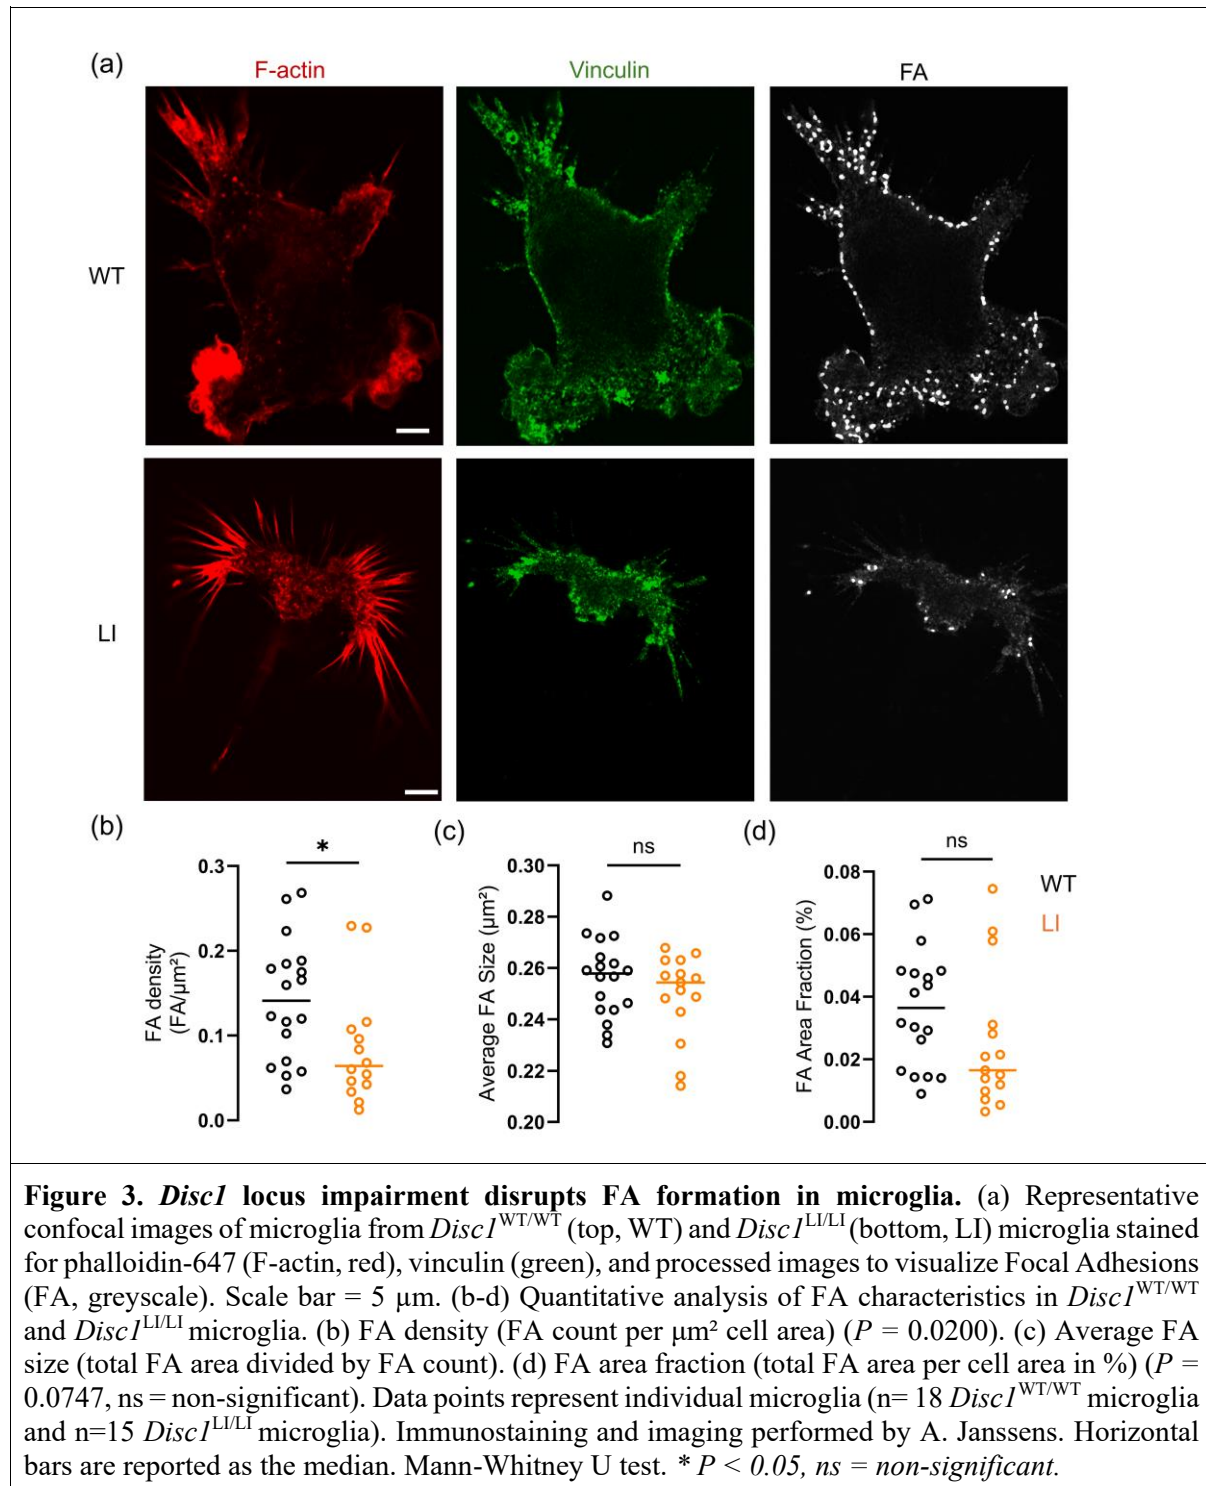 (a)
F-actin
Vinculin
FA
WT
LI
(b)
(c)
(d)
*
ns
ns
0.3
0.2
0.1
0.0
FA density
(FA/µm²)
0.30
0.28
0.26
0.24
0.22
0.20
Average FA Size (µm²)
0.08
0.06
0.04
0.02
0.00
FA Area Fraction (%)
WT
LI
Figure 3. Disc1 locus impairment disrupts FA formation in microglia. (a) Representative
confocal images of microglia from Disc1WT/WT (top, WT) and Disc1LI/LI (bottom, LI) microglia stained
for phalloidin-647 (F-actin, red), vinculin (green), and processed images to visualize Focal Adhesions
(FA, greyscale). Scale bar = 5 µm. (b-d) Quantitative analysis of FA characteristics in Disc1WT/WT
and Disc1LI/LI microglia. (b) FA density (FA count per µm² cell area) (P = 0.0200). (c) Average FA
size (total FA area divided by FA count). (d) FA area fraction (total FA area per cell area in %) (P =
0.0747, ns = non-significant). Data points represent individual microglia (n= 18 Disc1WT/WT microglia
and n=15 Disc1LI/LI microglia). Immunostaining and imaging performed by A. Janssens. Horizontal
bars are reported as the median. Mann-Whitney U test. * P < 0.05, ns = non-significant.